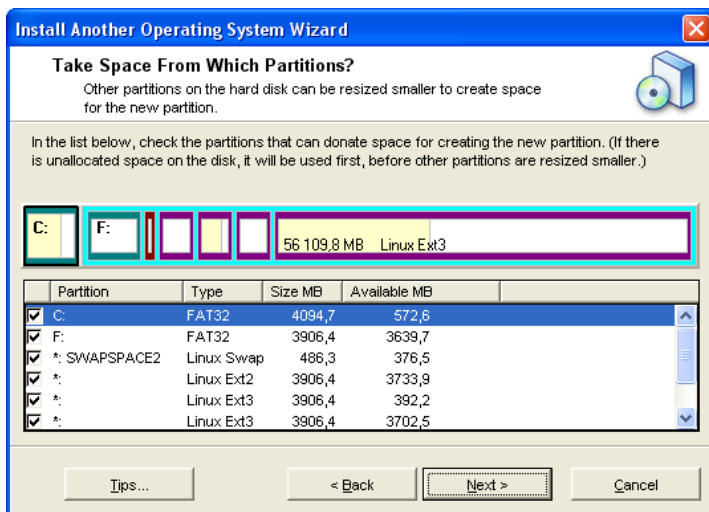 Install Another Operating System Wizard
Take Space From Which Partitions?
Other partitions on the hard disk can be resized smaller to create space
for the new partition.
In the list below, check the partitions that can donate space for creating the new partition. (If there
is unallocated space on the disk, it will be used first, before other partitions are resized smaller.)
C: F:
56 109,8 MB Linux Ext3
Partition Type Size MB Available MB
C: FAT32 4094,7 572,6
F: FAT32 3906,4 3639,7
*: SWAPSPACE2 Linux Swap 486,3 376,5
*: Linux Ext2 3906,4 3733,9
*: Linux Ext3 3906,4 392,2
*: Linux Ext3 3906,4 3702,5
Tips... < Back Next > Cancel